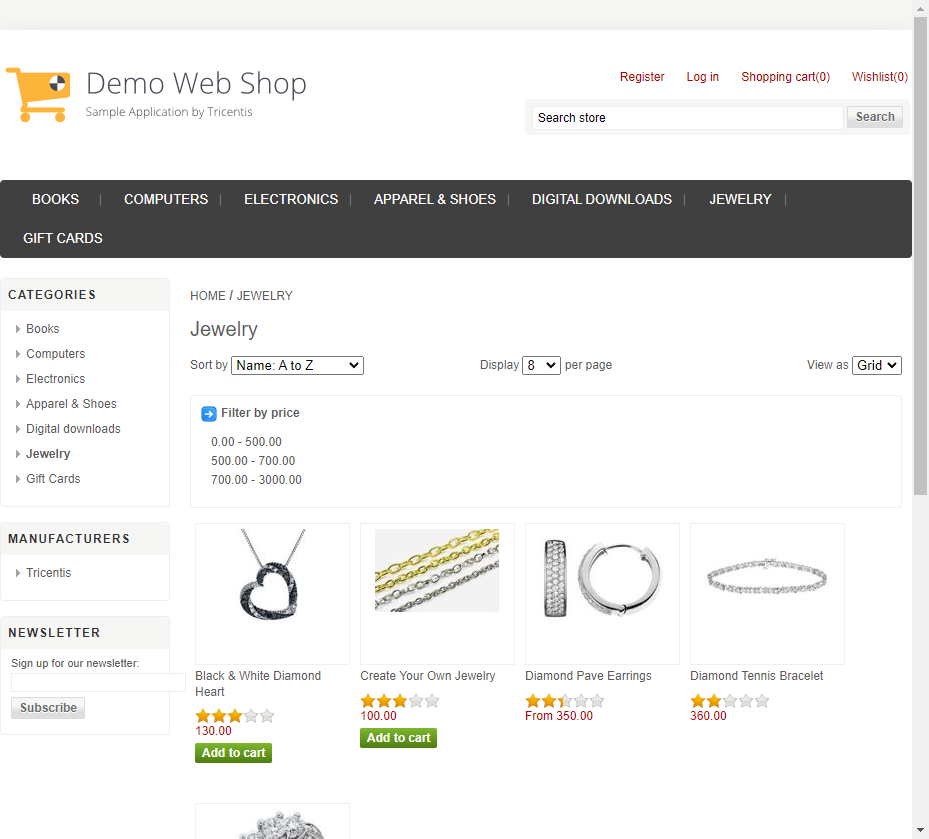 Demo Web Shop
Sample Application by Tricentis
Register Log in Shopping cart(0) Wishlist(0)
Search store Search
BOOKS COMPUTERS ELECTRONICS APPAREL & SHOES DIGITAL DOWNLOADS JEWELRY
GIFT CARDS
CATEGORIES
Books
Computers
Electronics
Apparel & Shoes
Digital downloads
Jewelry
Gift Cards
MANUFACTURERS
Tricentis
NEWSLETTER
Sign up for our newsletter:
Subscribe
HOME / JEWELRY
Jewelry
Sort by Name: A to Z Display 8 per page View as Grid
Filter by price
0.00 - 500.00
500.00 - 700.00
700.00 - 3000.00
Black & White Diamond
Heart
130.00
Add to cart
Create Your Own Jewelry
100.00
Add to cart
Diamond Pave Earrings
From 350.00
Diamond Tennis Bracelet
360.00